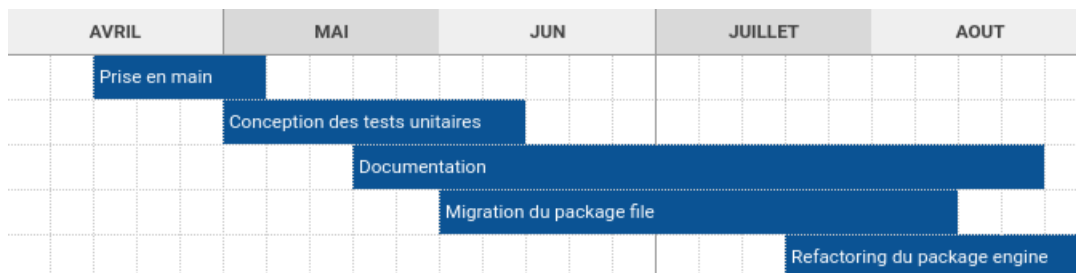 AVRIL MAI JUN JUILLET AOUT
Prise en main
Conception des tests unitaires
Documentation
Migration du package file
Refactoring du package engine